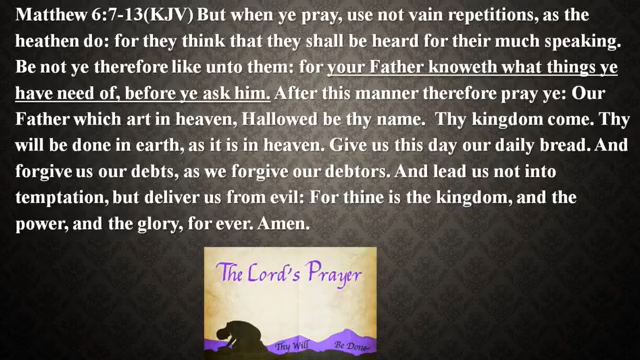 Matthew 6:7-13(KJV) But when ye pray, use not vain repetitions, as the
heathen do: for they think that they shall be heard for their much speaking.
Be not ye therefore like unto them: for your Father knoweth what things ye
have need of, before ye ask him. After this manner therefore pray ye: Our
Father which art in heaven, Hallowed be thy name.  Thy kingdom come. Thy
will be done in earth, as it is in heaven. Give us this day our daily bread. And
forgive us our debts, as we forgive our debtors. And lead us not into
temptation, but deliver us from evil: For thine is the kingdom, and the
power, and the glory, for ever. Amen.
The Lord's Prayer
Thy Will Be Done